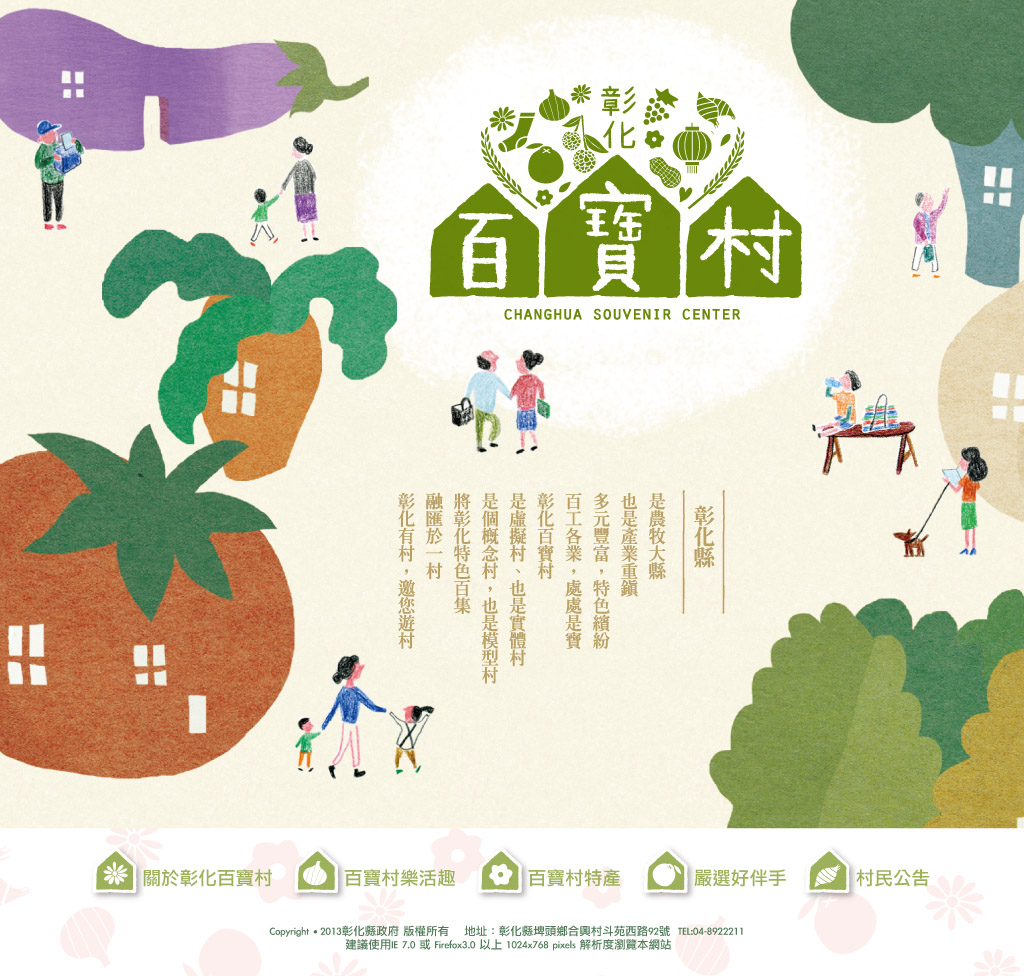 彰化
百寶村
CHANGHUA SOUVENIR CENTER
彰化縣
是農牧大縣
也是產業重鎮
多元豐富，特色繽紛
百工各業，處處是寶
彰化百寶村
是虛擬村、也是實體村
是個概念村，也是模型村
將彰化特色百集
融匯於一村
彰化有村，邀您遊村
關於彰化百寶村
百寶村樂活趣
百寶村特產
嚴選好伴手
村民公告
Copyright • 2013彰化縣政府 版權所有 地址：彰化縣埤頭鄉合興村斗苑西路92號 TEL:04-8922211
建議使用IE 7.0 或 Firefox3.0 以上 1024x768 pixels 解析度瀏覽本網站